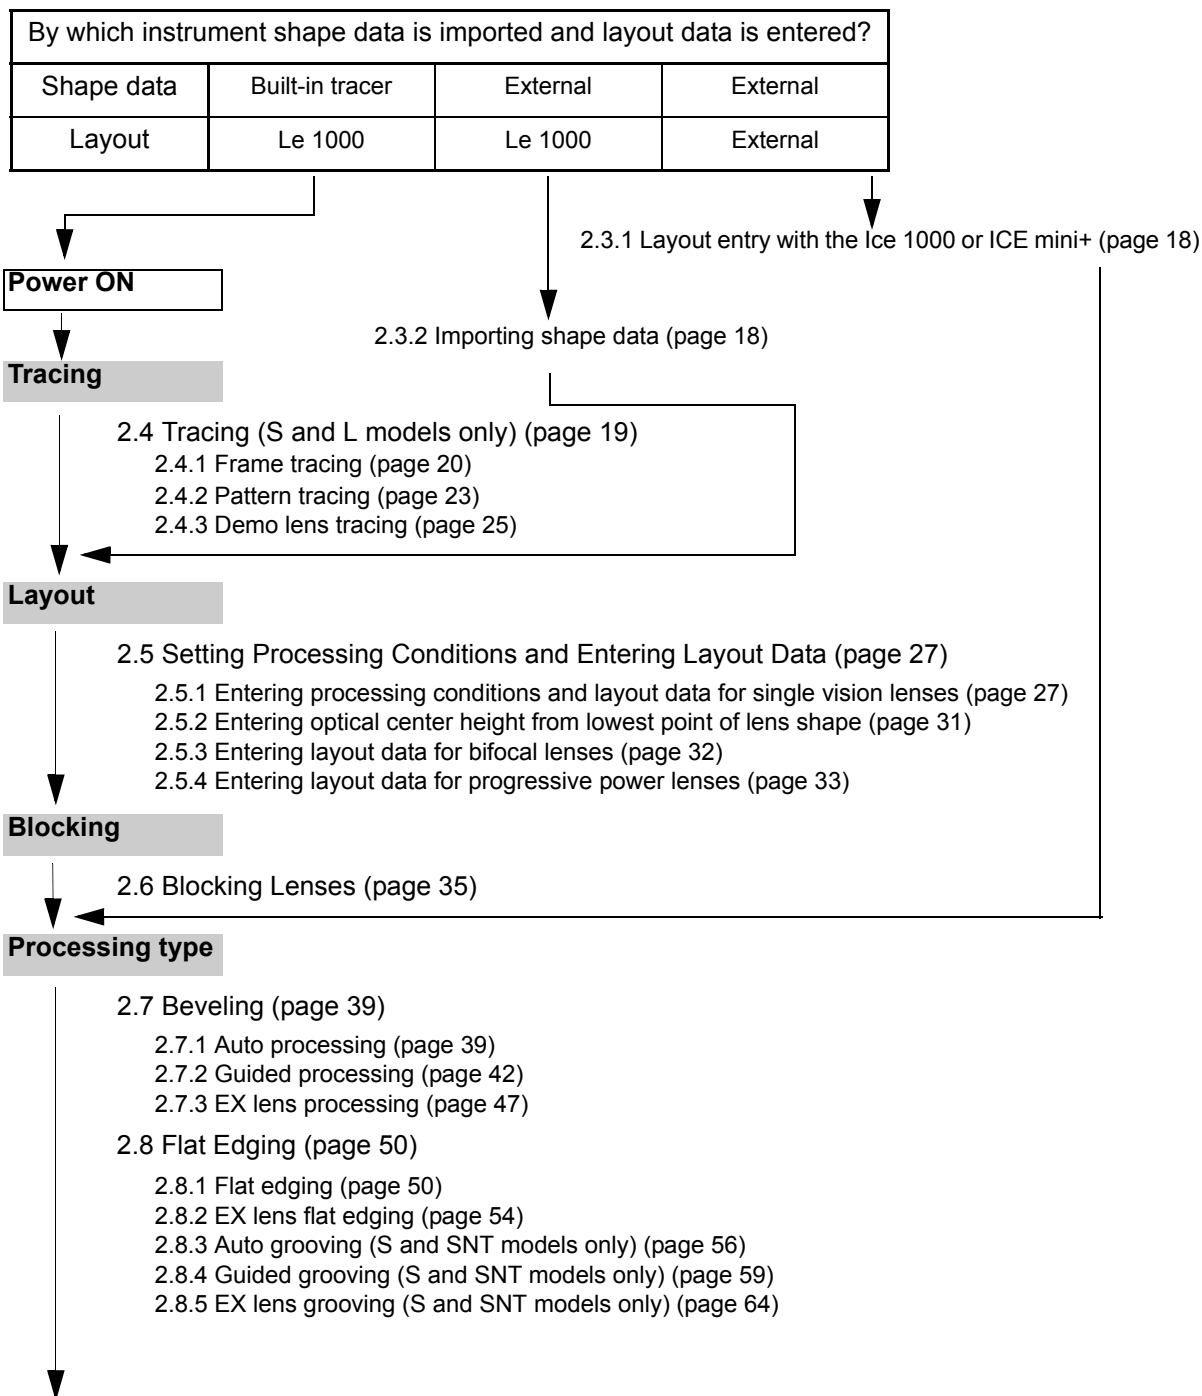 By which instrument shape data is imported and layout data is entered?
Shape data Built-in tracer External External
Layout Le 1000 Le 1000 External
2.3.1 Layout entry with the Ice 1000 or ICE mini+ (page 18)
Power ON
2.3.2 Importing shape data (page 18)
Tracing
2.4 Tracing (S and L models only) (page 19)
2.4.1 Frame tracing (page 20)
2.4.2 Pattern tracing (page 23)
2.4.3 Demo lens tracing (page 25)
Layout
2.5 Setting Processing Conditions and Entering Layout Data (page 27)
2.5.1 Entering processing conditions and layout data for single vision lenses (page 27)
2.5.2 Entering optical center height from lowest point of lens shape (page 31)
2.5.3 Entering layout data for bifocal lenses (page 32)
2.5.4 Entering layout data for progressive power lenses (page 33)
Blocking
2.6 Blocking Lenses (page 35)
Processing type
2.7 Beveling (page 39)
2.7.1 Auto processing (page 39)
2.7.2 Guided processing (page 42)
2.7.3 EX lens processing (page 47)
2.8 Flat Edging (page 50)
2.8.1 Flat edging (page 50)
2.8.2 EX lens flat edging (page 54)
2.8.3 Auto grooving (S and SNT models only) (page 56)
2.8.4 Guided grooving (S and SNT models only) (page 59)
2.8.5 EX lens grooving (S and SNT models only) (page 64)